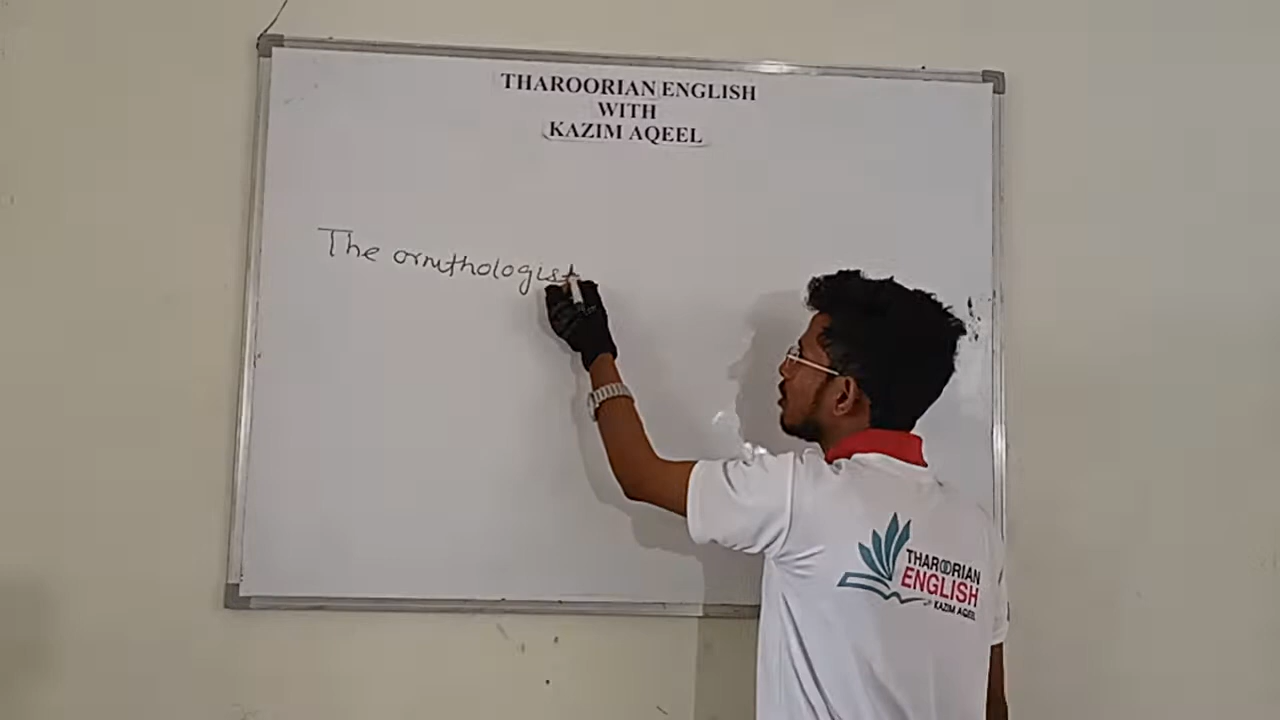 THAROORIAN ENGLISH
WITH
KAZIM AQEEL
The ornithologist
THAROORIAN
ENGLISH
KAZIM AQEEL